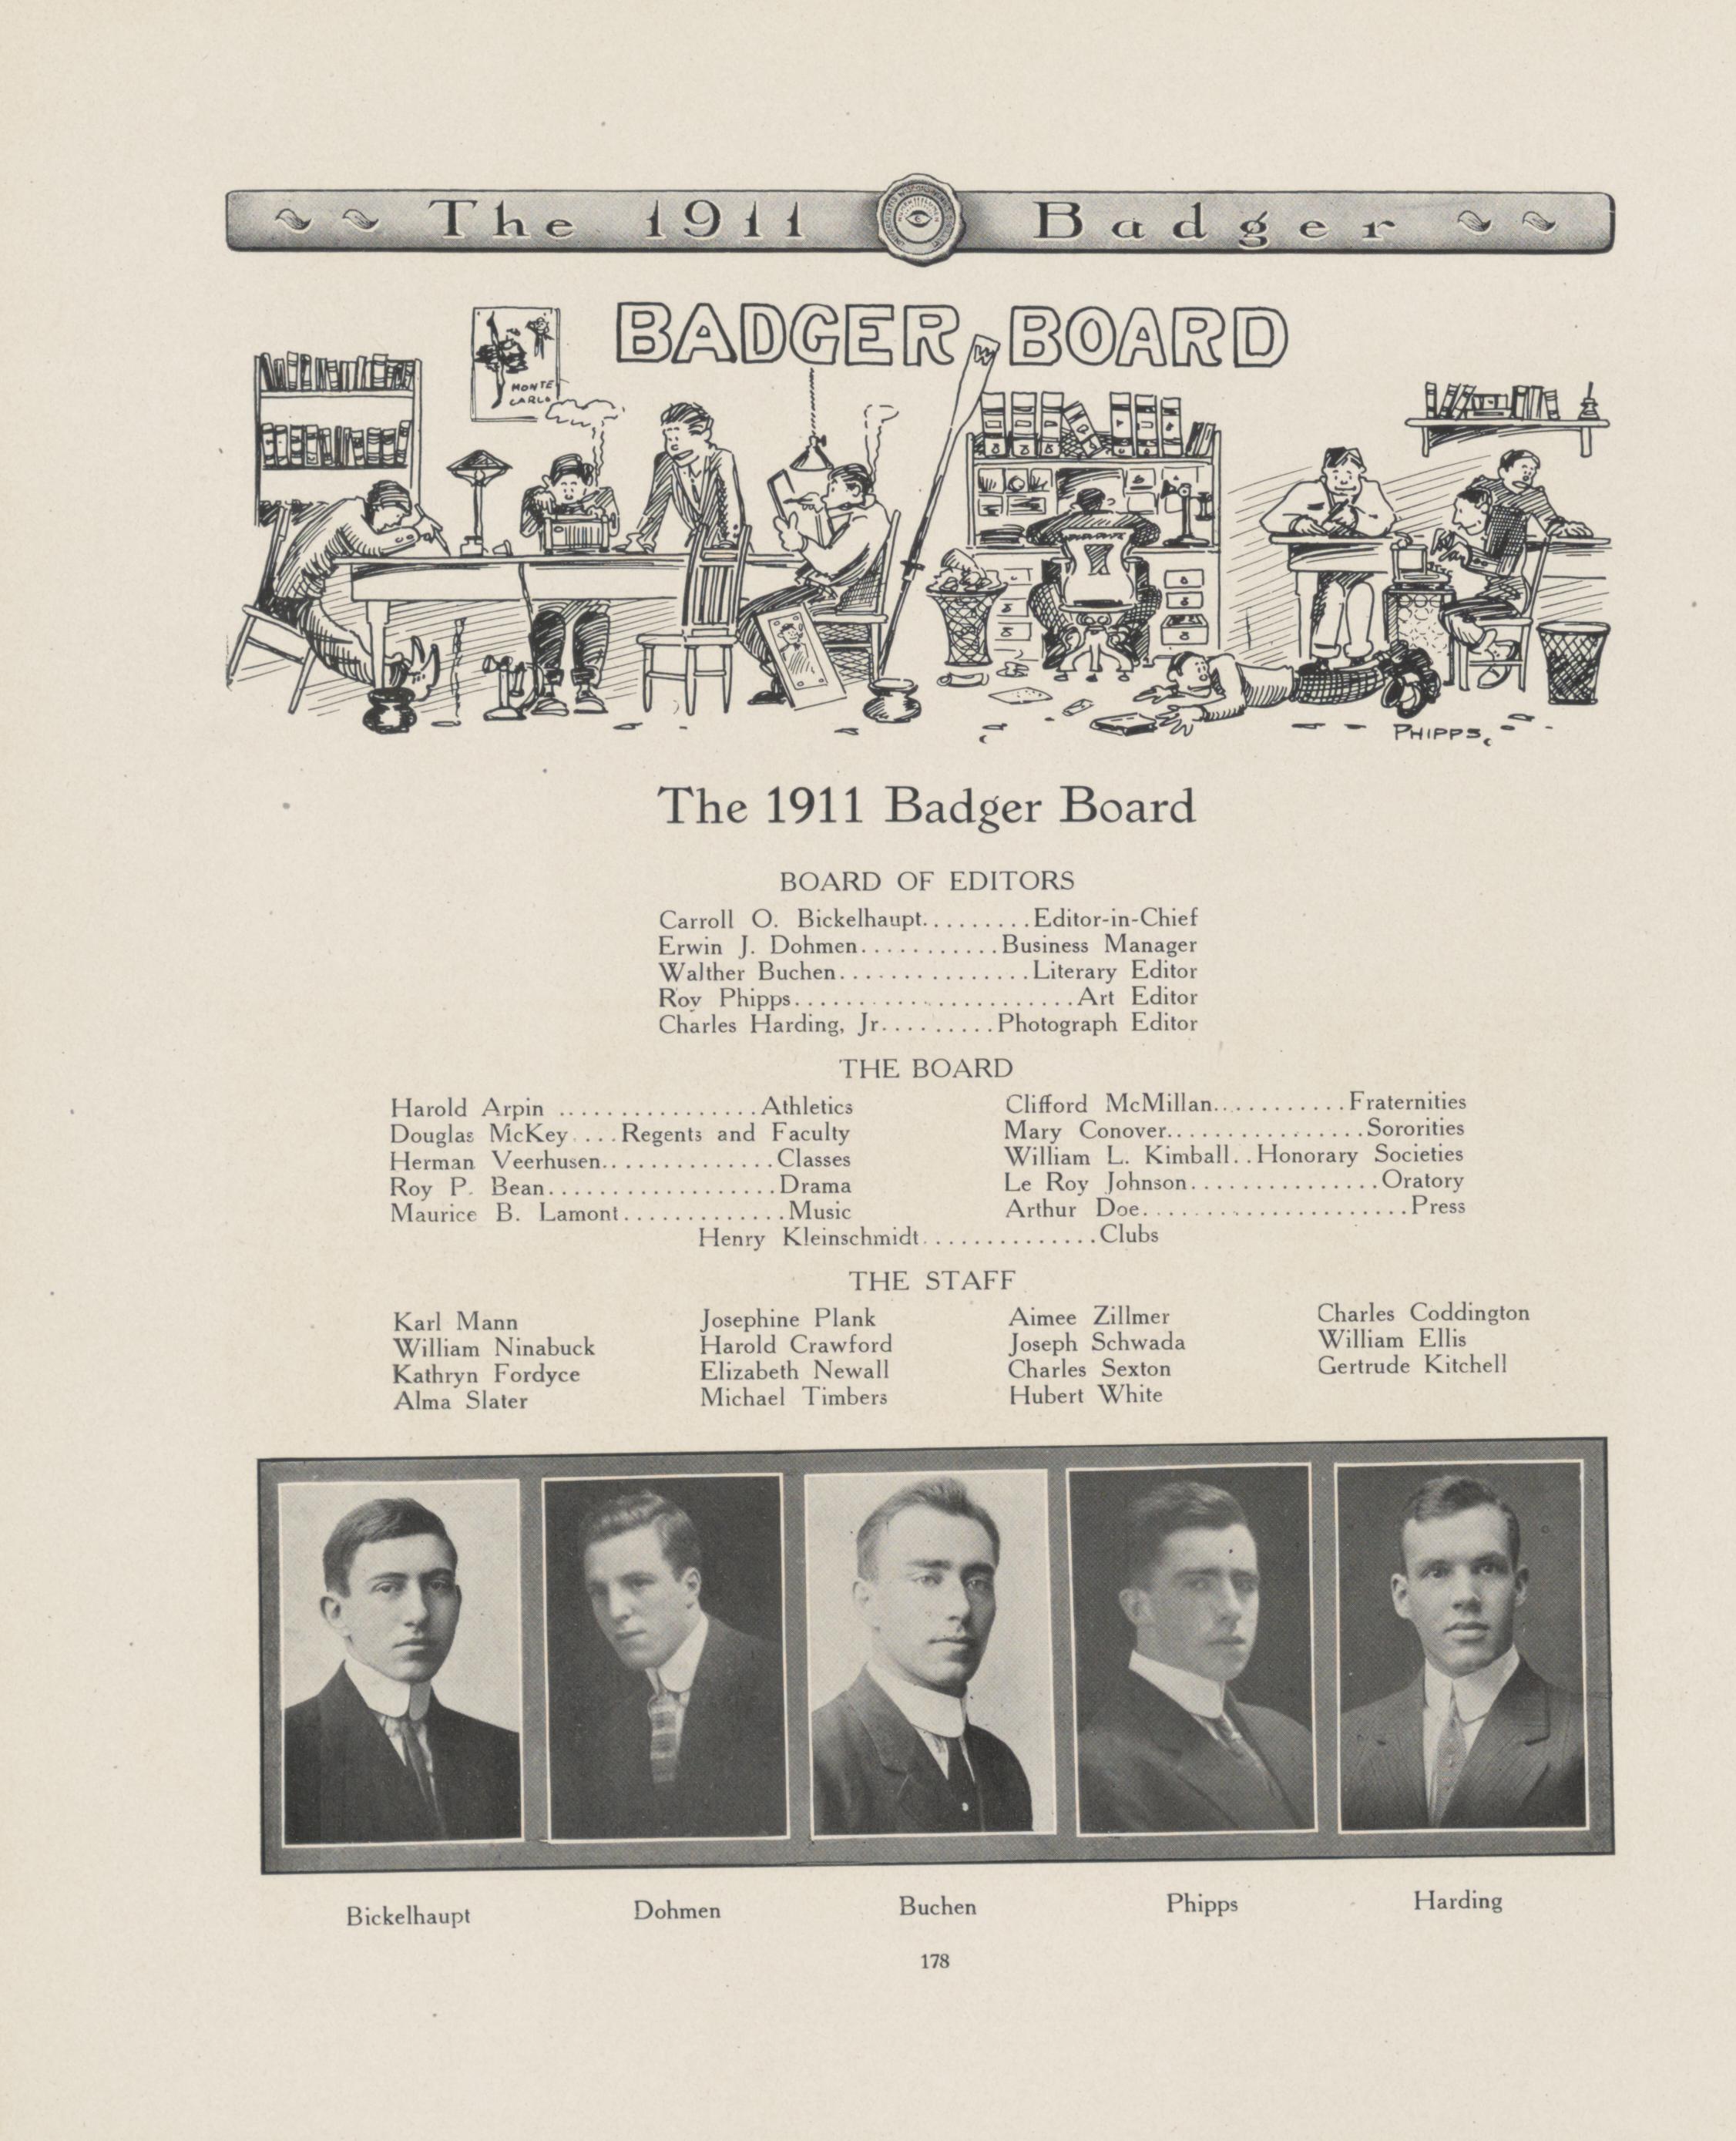 The 1911 Badger
BADGER BOARD
W
MONTE
CARLO
PHIPPS
The 1911 Badger Board
BOARD OF EDITORS
Carroll O. Bickelhaupt.........Editor-in-Chief
Erwin J. Dohmen...........Business Manager
Walther Buchen...............Literary Editor
Roy Phipps......................Art Editor
Charles Harding, Jr.........Photograph Editor
THE BOARD
Harold Arpin ................Athletics
Douglas McKey....Regents and Faculty
Herman Veerhusen..............Classes
Roy P. Bean..................Drama
Maurice B. Lamont.............Music
Clifford McMillan...........Fraternities
Mary Conover................Sororities
William L. Kimball..Honorary Societies
Le Roy Johnson...............Oratory
Arthur Doe.....................Press
Henry Kleinschmidt..............Clubs
THE STAFF
Karl Mann
William Ninabuck
Kathryn Fordyce
Alma Slater
Josephine Plank
Harold Crawford
Elizabeth Newall
Michael Timbers
Aimee Zillmer
Joseph Schwada
Charles Sexton
Hubert White
Charles Coddington
William Ellis
Gertrude Kitchell
Bickelhaupt Dohmen Buchen Phipps Harding
178